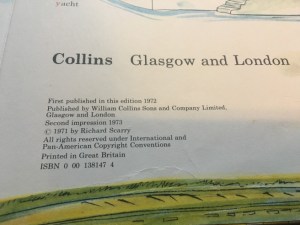 yacht
Collins Glasgow and London
First published in this edition 1972
Published by William Collins Sons and Company Limited,
Glasgow and London
Second impression 1973
© 1971 by Richard Scarry
All rights reserved under International and
Pan-American Copyright Conventions
Printed in Great Britain
ISBN 0 00 138147 4